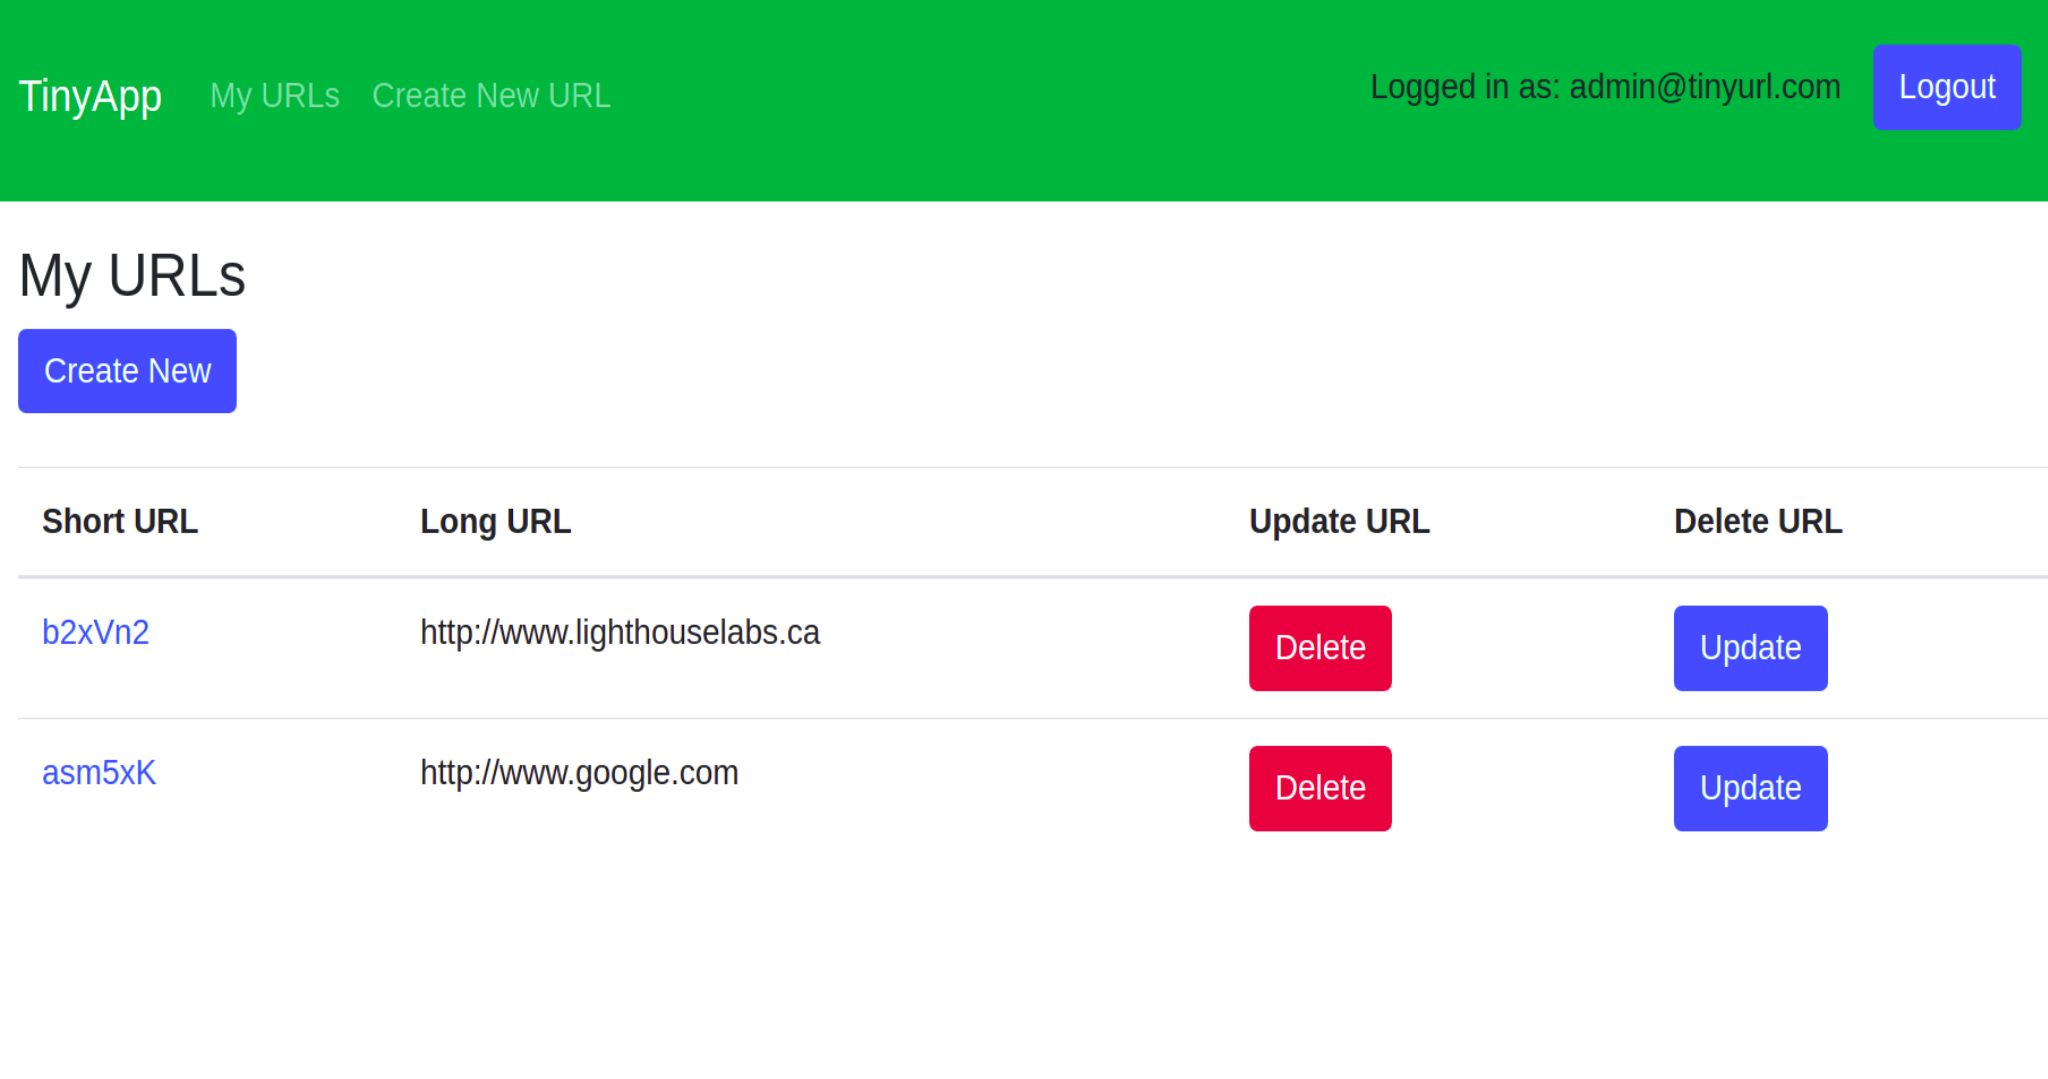 TinyApp My URLs Create New URL Logged in as: admin@tinyurl.com Logout
My URLs
Create New
Short URL Long URL Update URL Delete URL
b2xVn2 http://www.lighthouselabs.ca Delete Update
asm5xK http://www.google.com Delete Update